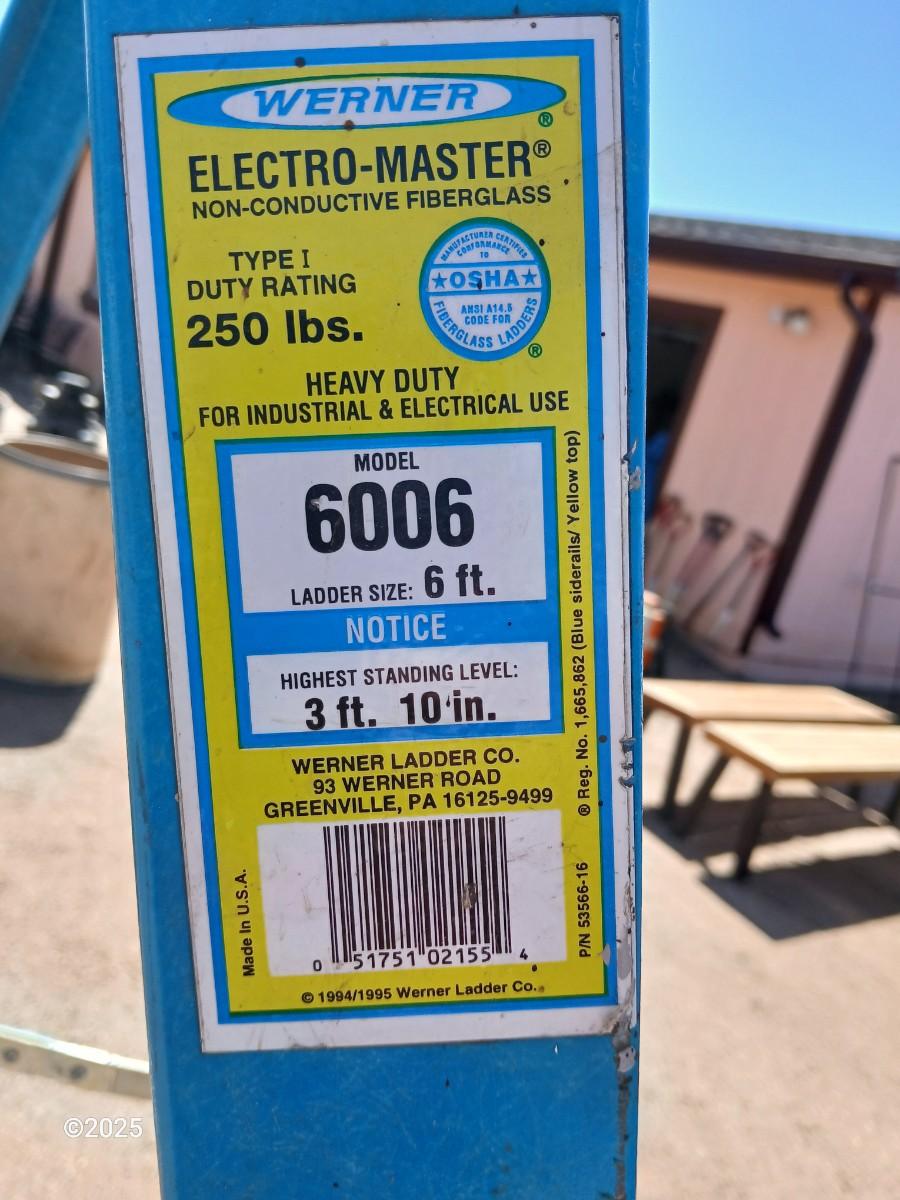 WERNER
®
ELECTRO-MASTER®
NON-CONDUCTIVE FIBERGLASS
TYPE I
DUTY RATING
250 lbs.
MANUFACTURER CERTIFIES
CONFORMANCE
TO
★OSHA★
ANSI A14.5
CODE FOR
FIBERGLASS LADDERS
®
HEAVY DUTY
FOR INDUSTRIAL & ELECTRICAL USE
MODEL
6006
LADDER SIZE: 6 ft.
NOTICE
HIGHEST STANDING LEVEL:
3 ft. 10 in.
® Reg. No. 1,665,862 (Blue siderails/ Yellow top)
WERNER LADDER CO.
93 WERNER ROAD
GREENVILLE, PA 16125-9499
Made In U.S.A.
0 51751 02155 4
P/N 53566-16
© 1994/1995 Werner Ladder Co.
©2025